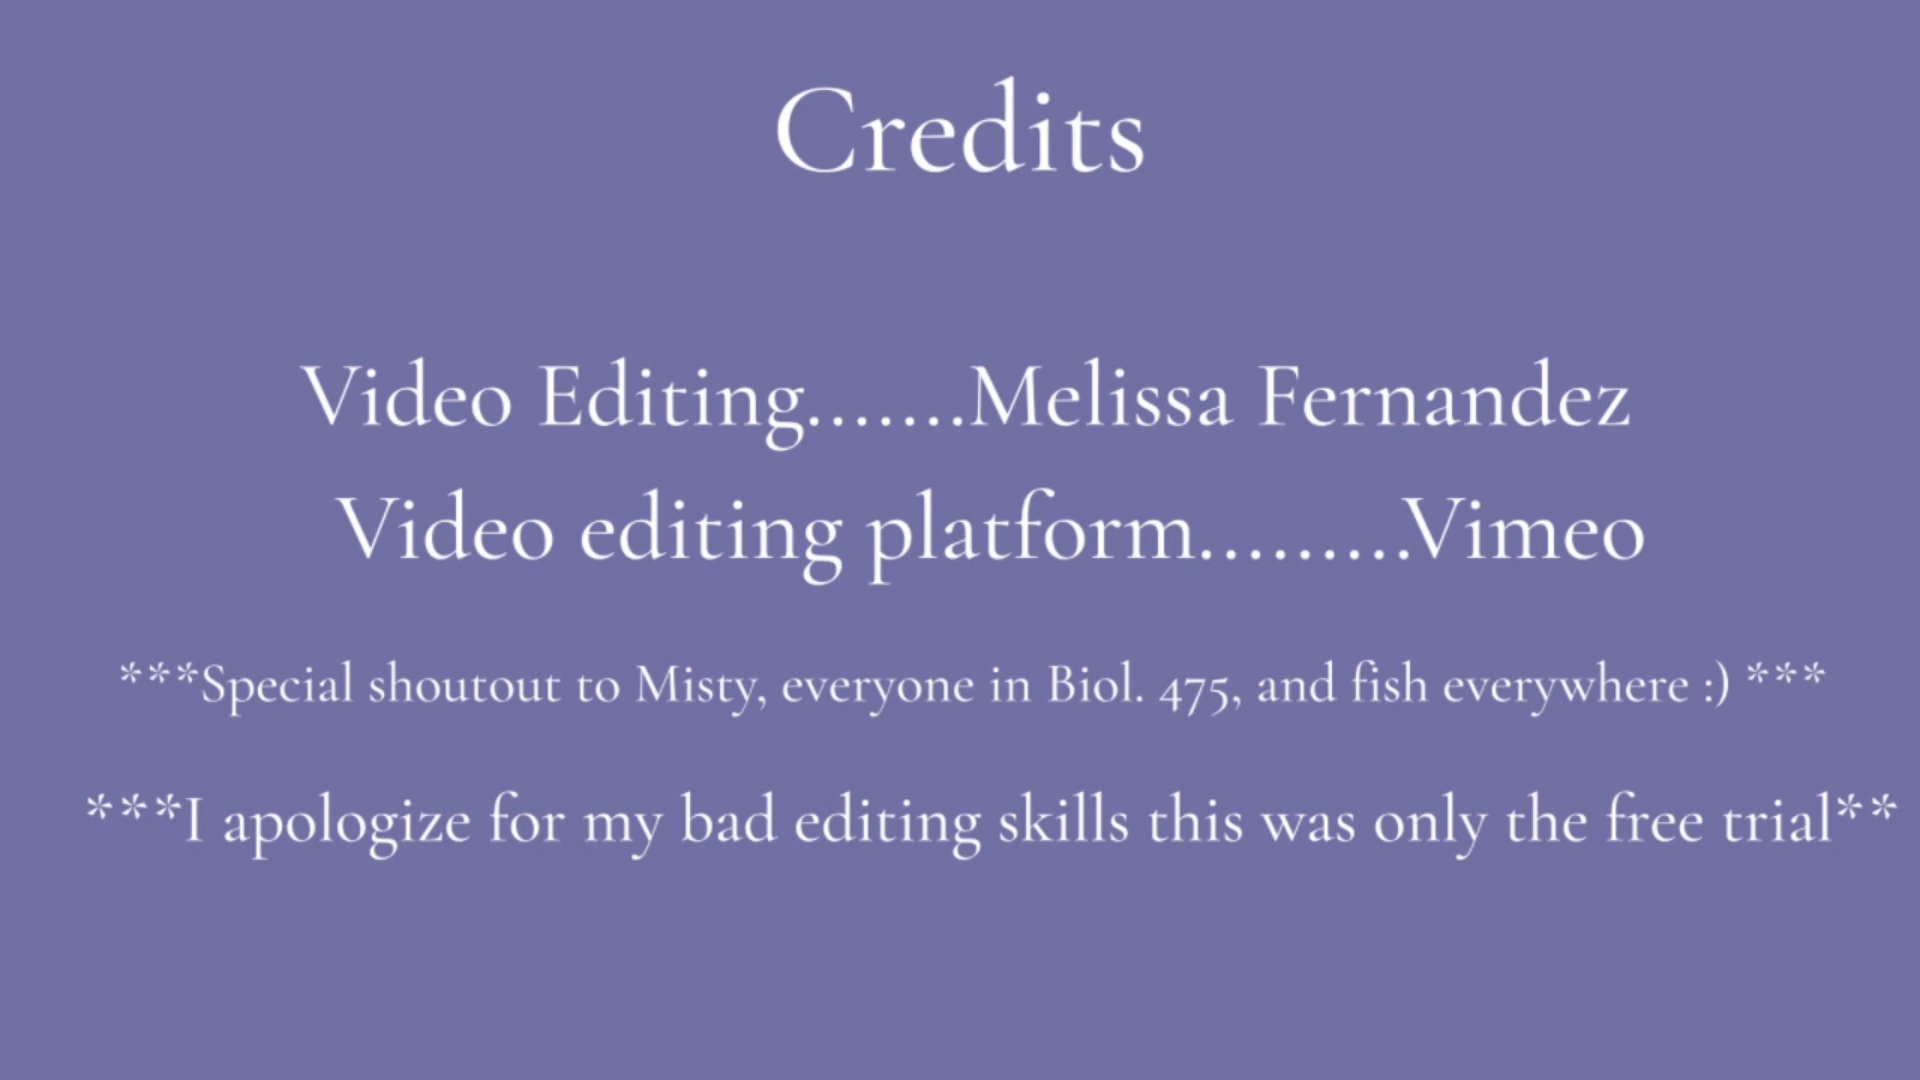 Credits
Video Editing.......Melissa Fernandez
Video editing platform.........Vimeo
***Special shoutout to Misty, everyone in Biol. 475, and fish everywhere :) ***
***I apologize for my bad editing skills this was only the free trial**